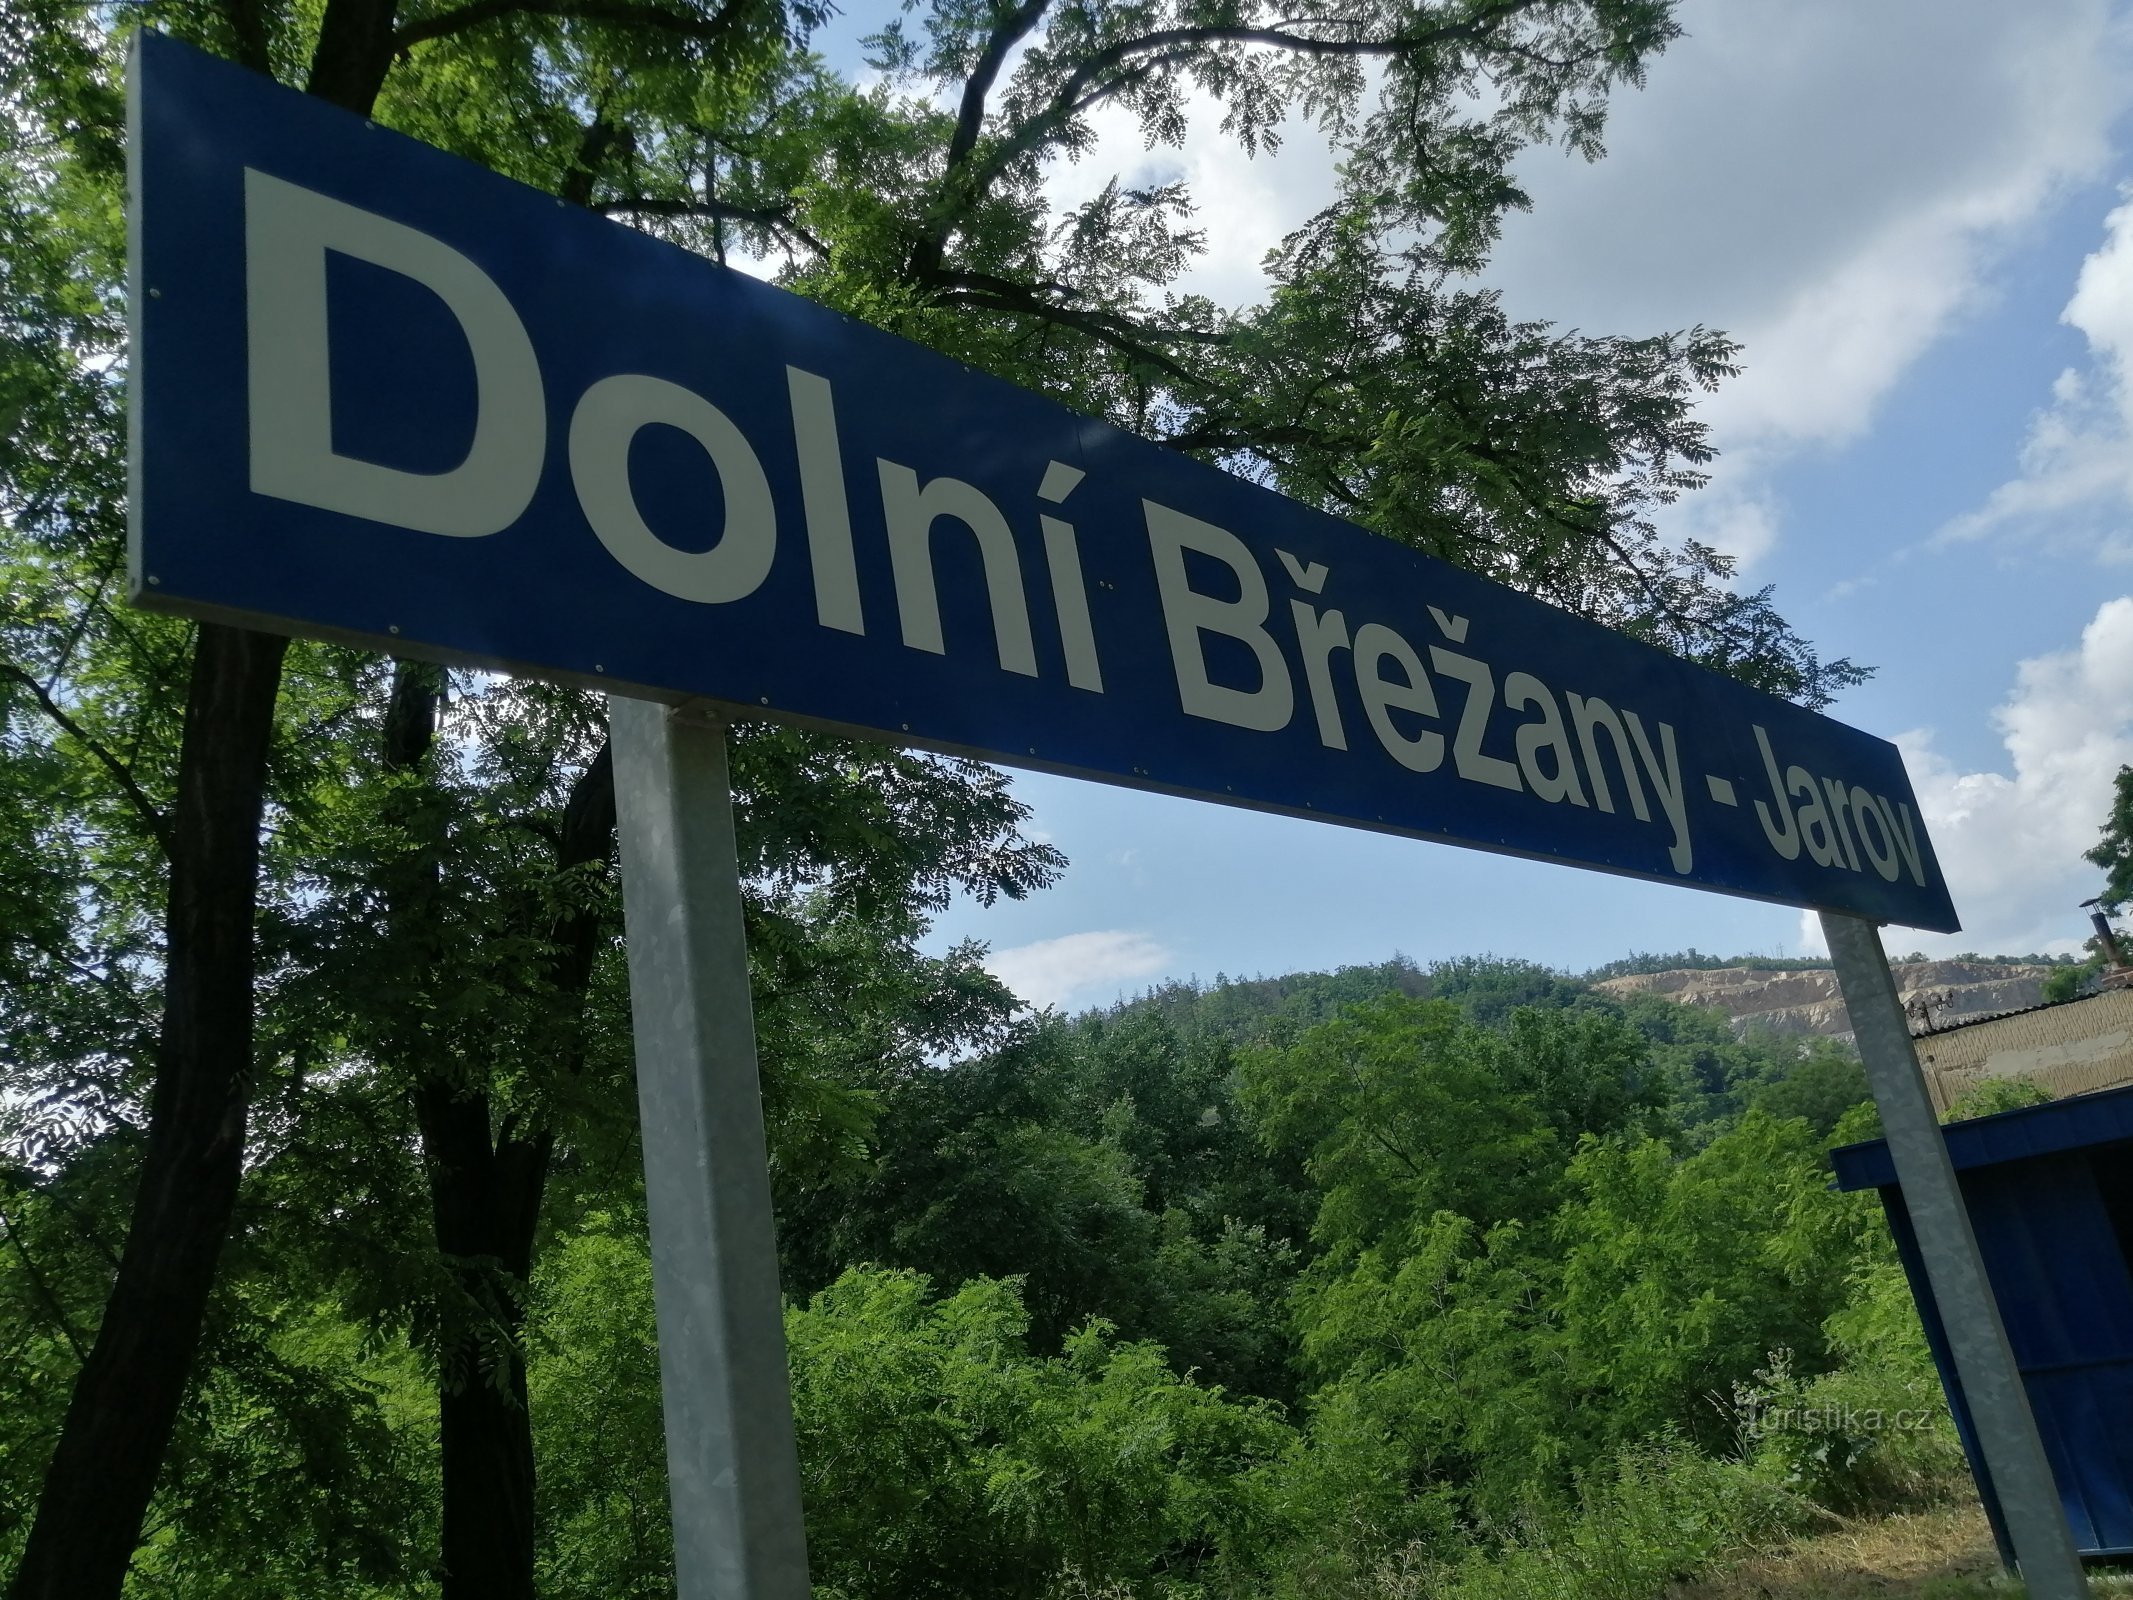 Dolní Břežany - Jarov
Turistika.cz